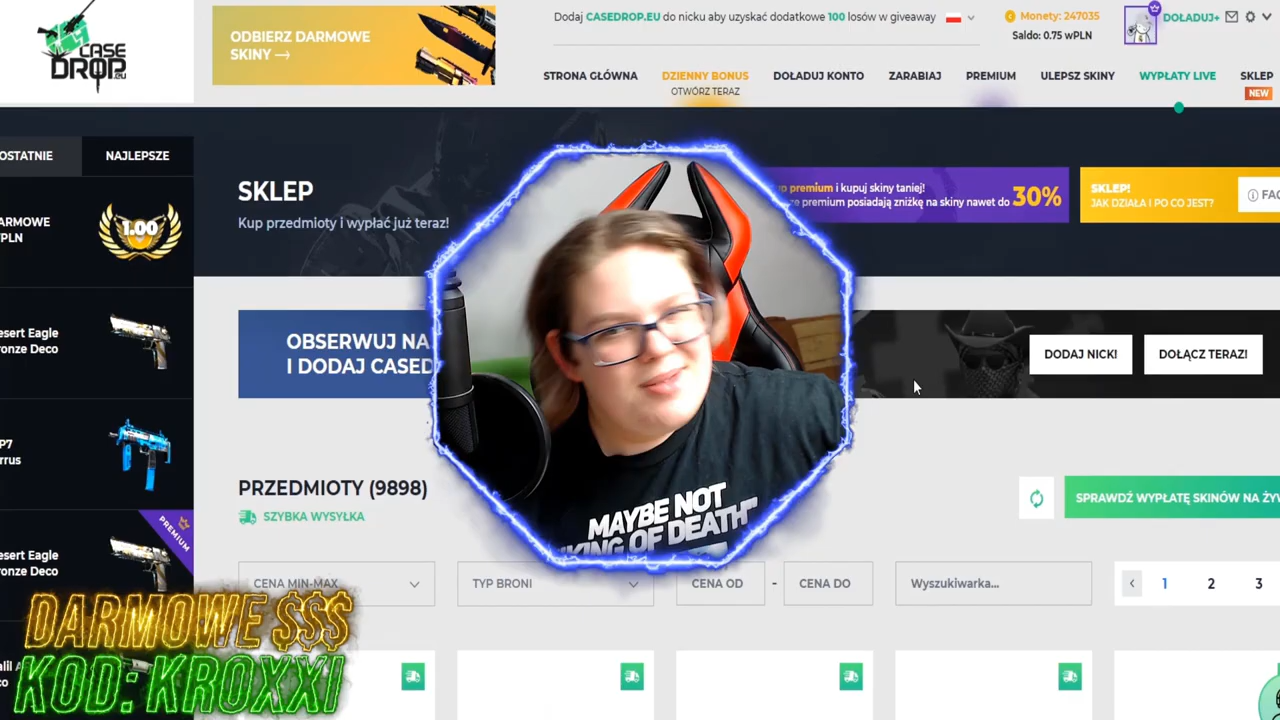 CASE
DROP.eu
ODBIERZ DARMOWE
SKINY →
Dodaj CASEDROP.EU do nicku aby uzyskać dodatkowe 100 losów w giveaway
Monety: 247035
Saldo: 0.75 wPLN
DOŁADUJ+
STRONA GŁÓWNA
DZIENNY BONUS
OTWÓRZ TERAZ
DOŁADUJ KONTO
ZARABIAJ
PREMIUM
ULEPSZ SKINY
WYPŁATY LIVE
SKLEP
NEW
OSTATNIE
NAJLEPSZE
SKLEP
Kup przedmioty i wypłać już teraz!
premium i kupuj skiny taniej!
premium posiadają zniżkę na skiny nawet do 30%
SKLEP!
JAK DZIAŁA I PO CO JEST?
FAQ
ARMOWE
PLN
1.00
OBSERWUJ NA
I DODAJ CASED
DODAJ NICK!
DOŁĄCZ TERAZ!
esert Eagle
onze Deco
P7
rrus
PRZEDMIOTY (9898)
SZYBKA WYSYŁKA
SPRAWDŹ WYPŁATĘ SKINÓW NA ŻY
MAYBE NOT
KING OF DEATH"
PREMIUM
esert Eagle
onze Deco
CENA MIN-MAX
TYP BRONI
CENA OD - CENA DO
Wyszukiwarka...
< 1 2 3
DARMOWE $$$
KOD: KROXXI